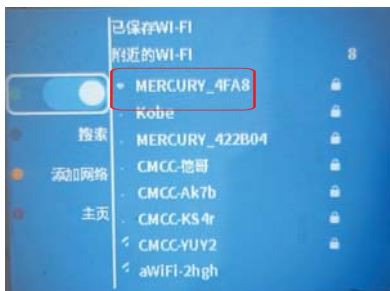 已保存WI-FI
附近的WI-FI 8
MERCURY_4FA8
Kobe
搜索
MERCURY_422B04
添加网络
CMCC-德哥
CMCC-Ak7b
主页
CMCC-KS4r
CMCC-YUY2
aWiFi-2hgh